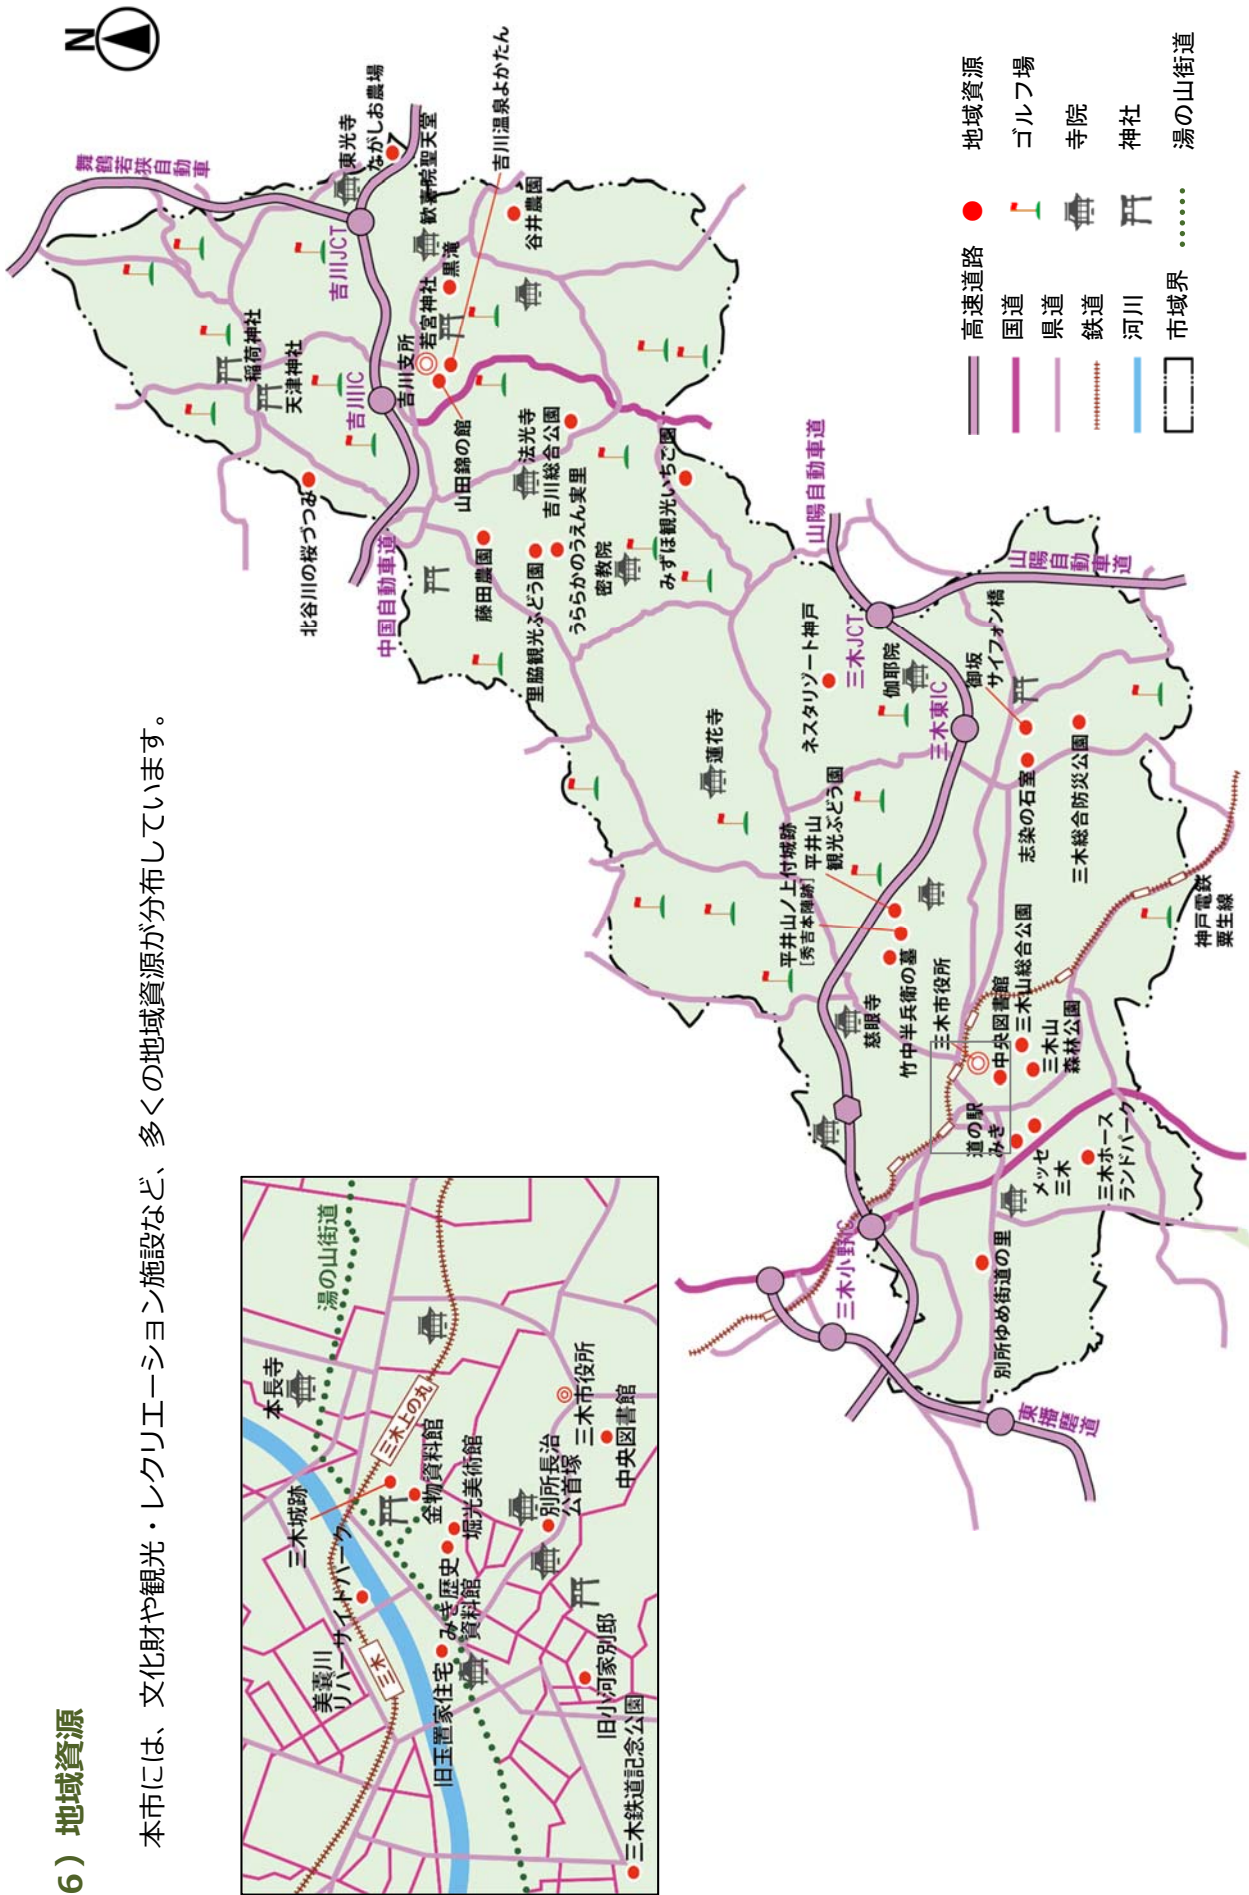 6）地域資源
本市には、文化財や観光・レクリエーション施設など、多くの地域資源が分布しています。
N
舞鶴若狭自動車
東光寺
ながしお農場
吉川JCT
歓喜院聖天堂
黒滝
吉川温泉よかたん
谷井農園
稲荷神社
天津神社
吉川IC
吉川支所
若宮神社
山田錦の館
北谷川の桜づつみ
中国自動車道
法光寺
吉川総合公園
藤田農園
里脇観光ぶどう園
うららかのうえん実里
密教院
みずほ観光いちご園
山陽自動車道
山陽自動車道
ネスタリゾート神戸
三木JCT
伽耶院
三木東IC
御坂
サイフォン橋
蓮花寺
志染の石室
三木総合防災公園
平井山ノ上付城跡
[秀吉本陣跡]
平井山
観光ぶどう園
慈眼寺
竹中半兵衛の墓
三木市役所
中央図書館
三木山総合公園
三木山
森林公園
神戸電鉄
粟生線
道の駅
みき
メッセ
三木
三木ホース
ランドパーク
三木小野IC
別所ゆめ街道の里
東播磨道
湯の山街道
本長寺
三木城跡
三木上の丸
金物資料館
堀光美術館
美嚢川
リバーサイドパーク
三木
みき歴史
資料館
旧玉置家住宅
別所長治
公首塚
三木市役所
中央図書館
旧小河家別邸
三木鉄道記念公園
高速道路
国道
県道
鉄道
河川
市域界
地域資源
ゴルフ場
寺院
神社
湯の山街道